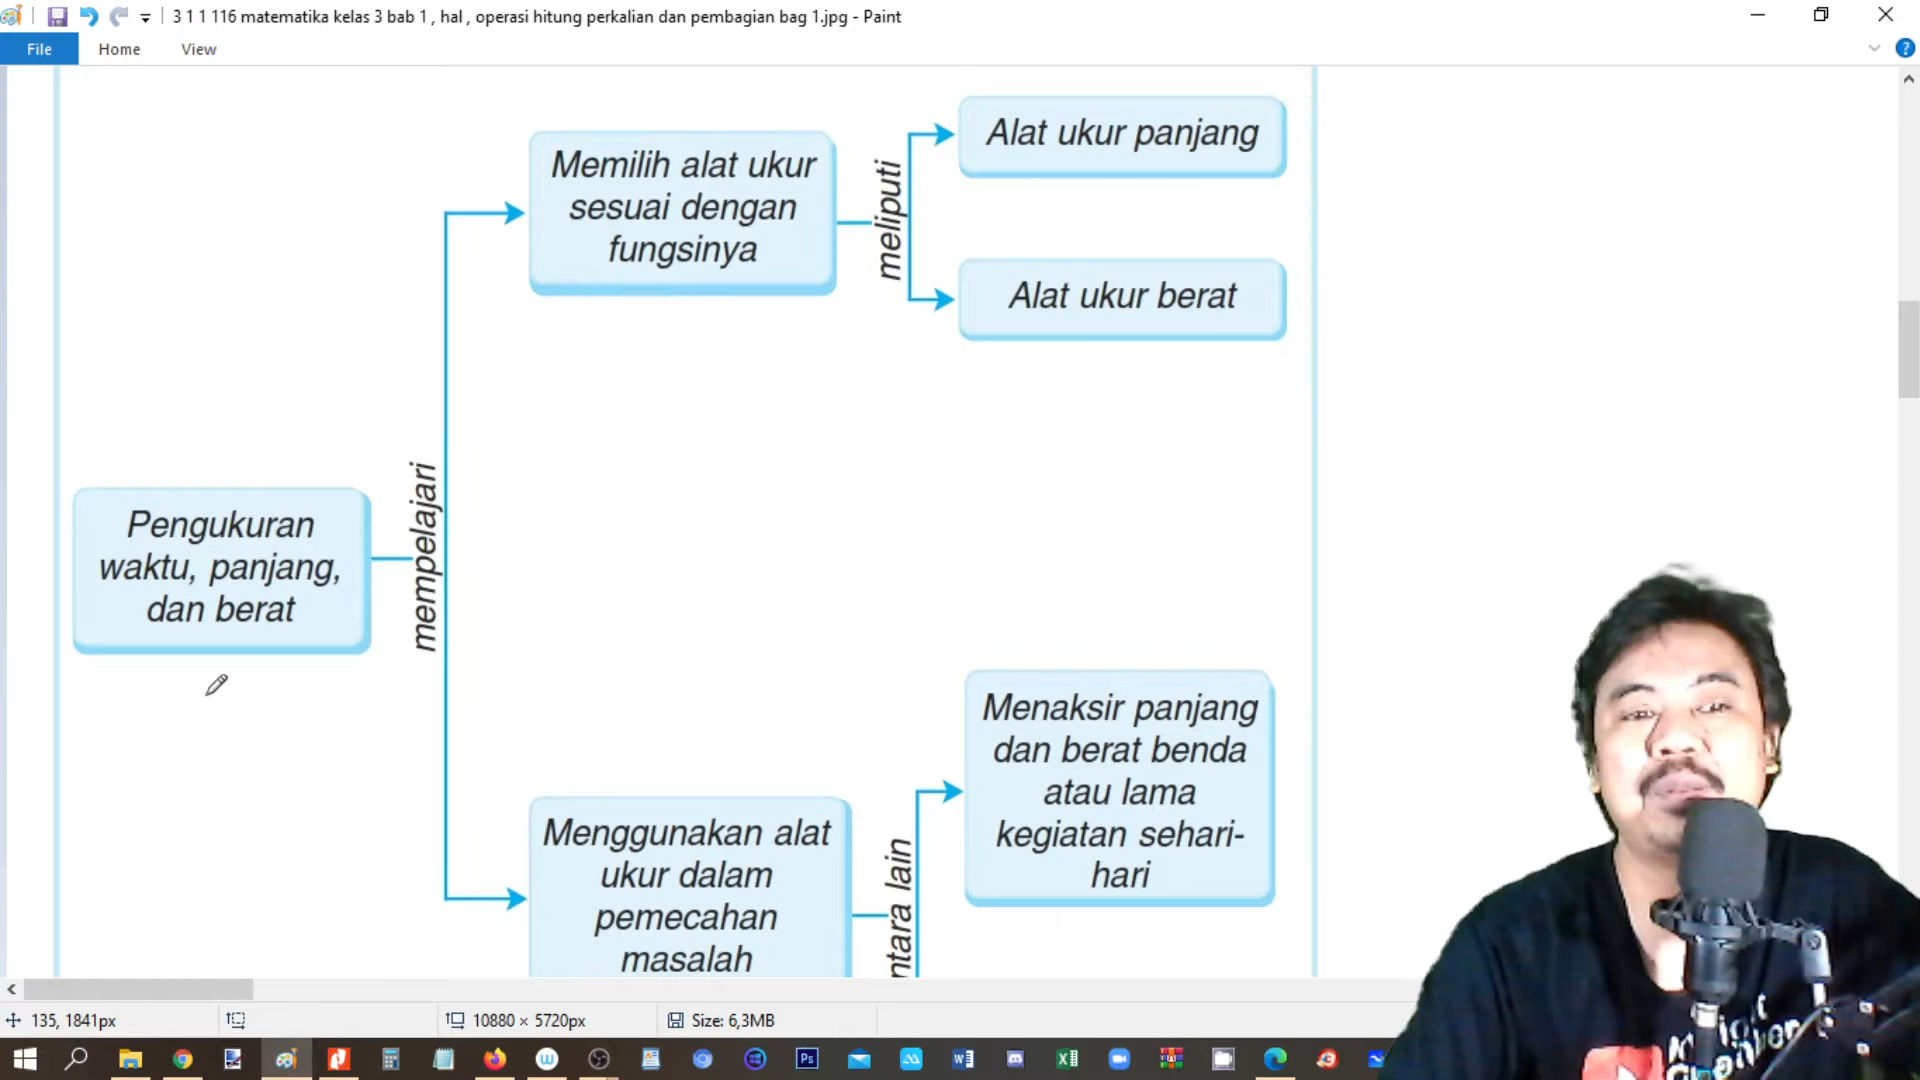 3 1 1 116 matematika kelas 3 bab 1 , hal , operasi hitung perkalian dan pembagian bag 1.jpg - Paint
File Home View
Alat ukur panjang
Memilih alat ukur
sesuai dengan
fungsinya
meliputi
Alat ukur berat
Pengukuran
waktu, panjang,
dan berat
mempelajari
Menaksir panjang
dan berat benda
atau lama
kegiatan sehari-
hari
Menggunakan alat
ukur dalam
pemecahan
masalah
ntara lain
135, 1841px
10880 × 5720px
Size: 6,3MB